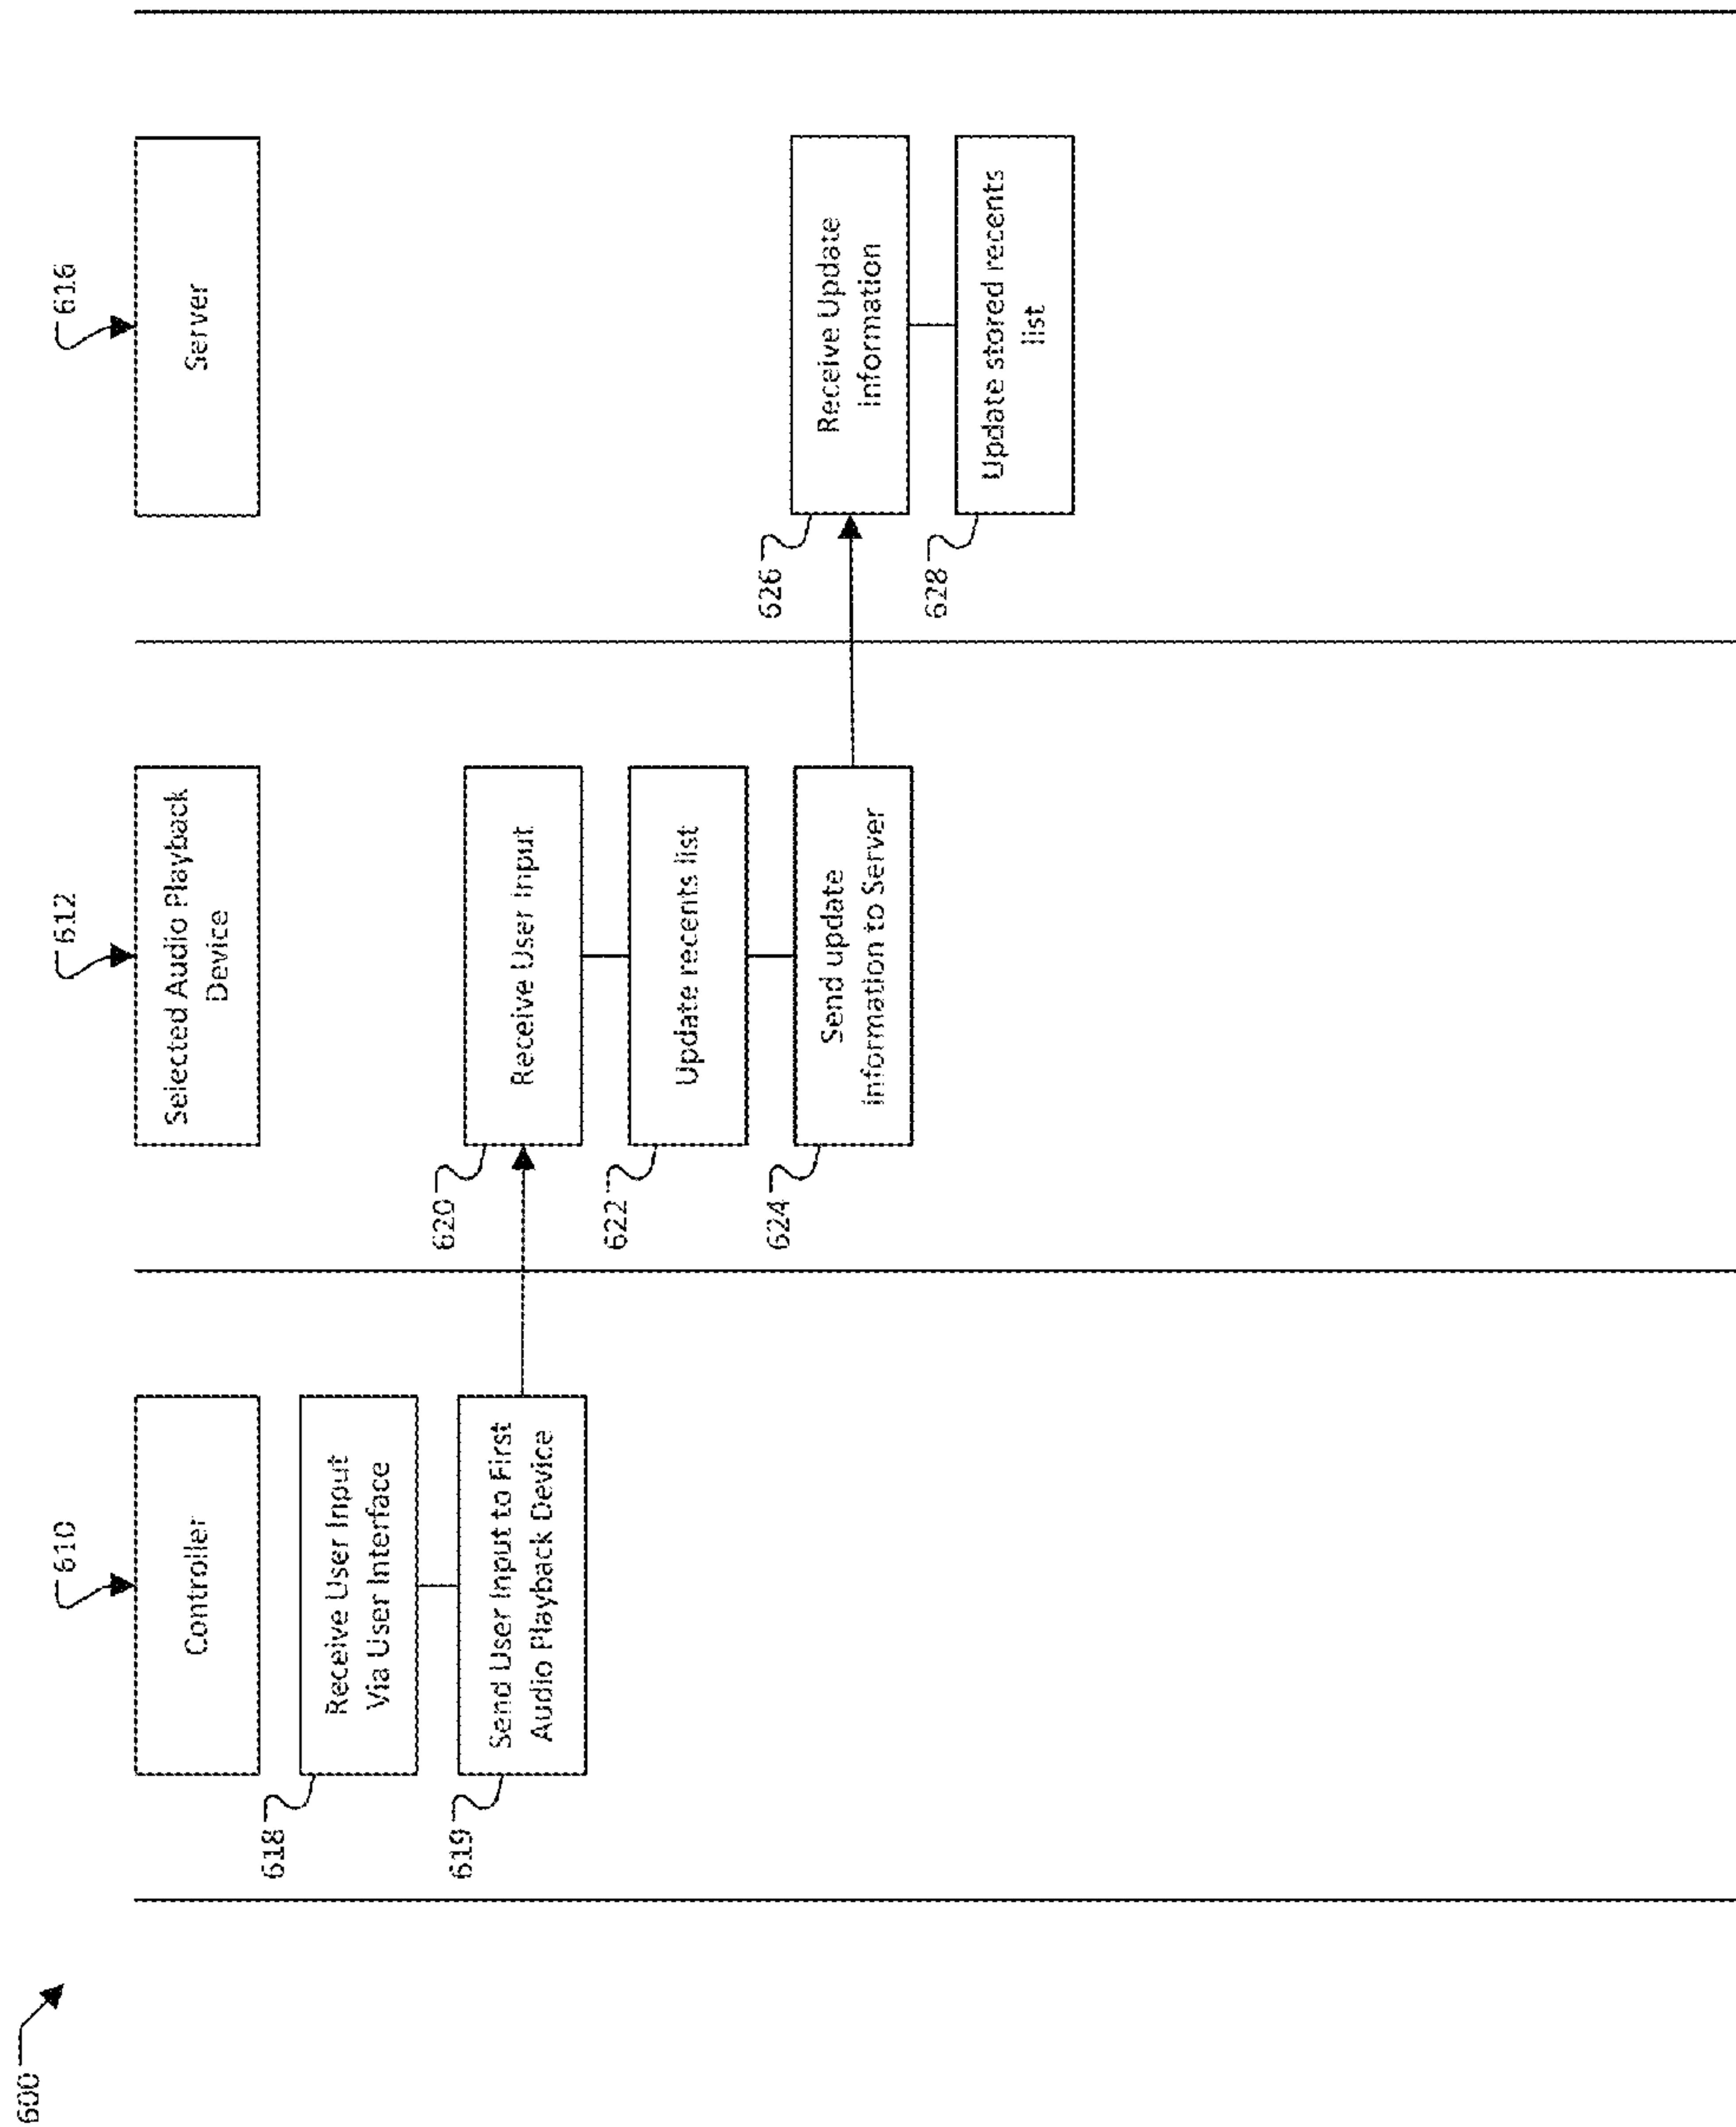 600
610
612
616
Controller
Selected Audio Playback
Device
Server
618
Receive User Input
Via User Interface
619
Send User Input to First
Audio Playback Device
620
Receive User Input
622
Update recents list
624
Send update
information to Server
626
Receive Update
Information
628
Update stored recents
list